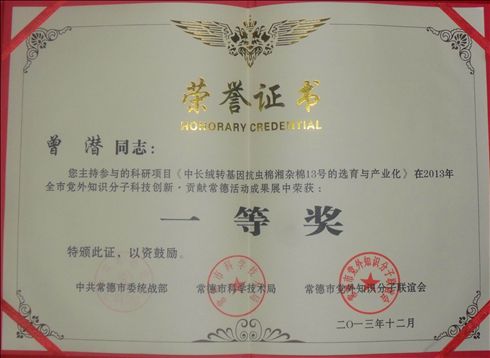 荣誉证书
HONORARY CREDENTIAL
曾潜 同志：
您主持参与的科研项目《中长绒转基因抗虫棉湘杂棉13号的选育与产业化》在2013年
全市党外知识分子科技创新·贡献常德活动成果展中荣获：
一等奖
特颁此证，以资鼓励。
中共常德市委统战部 常德市科学技术局 常德市党外知识分子联谊会
二〇一三年十二月